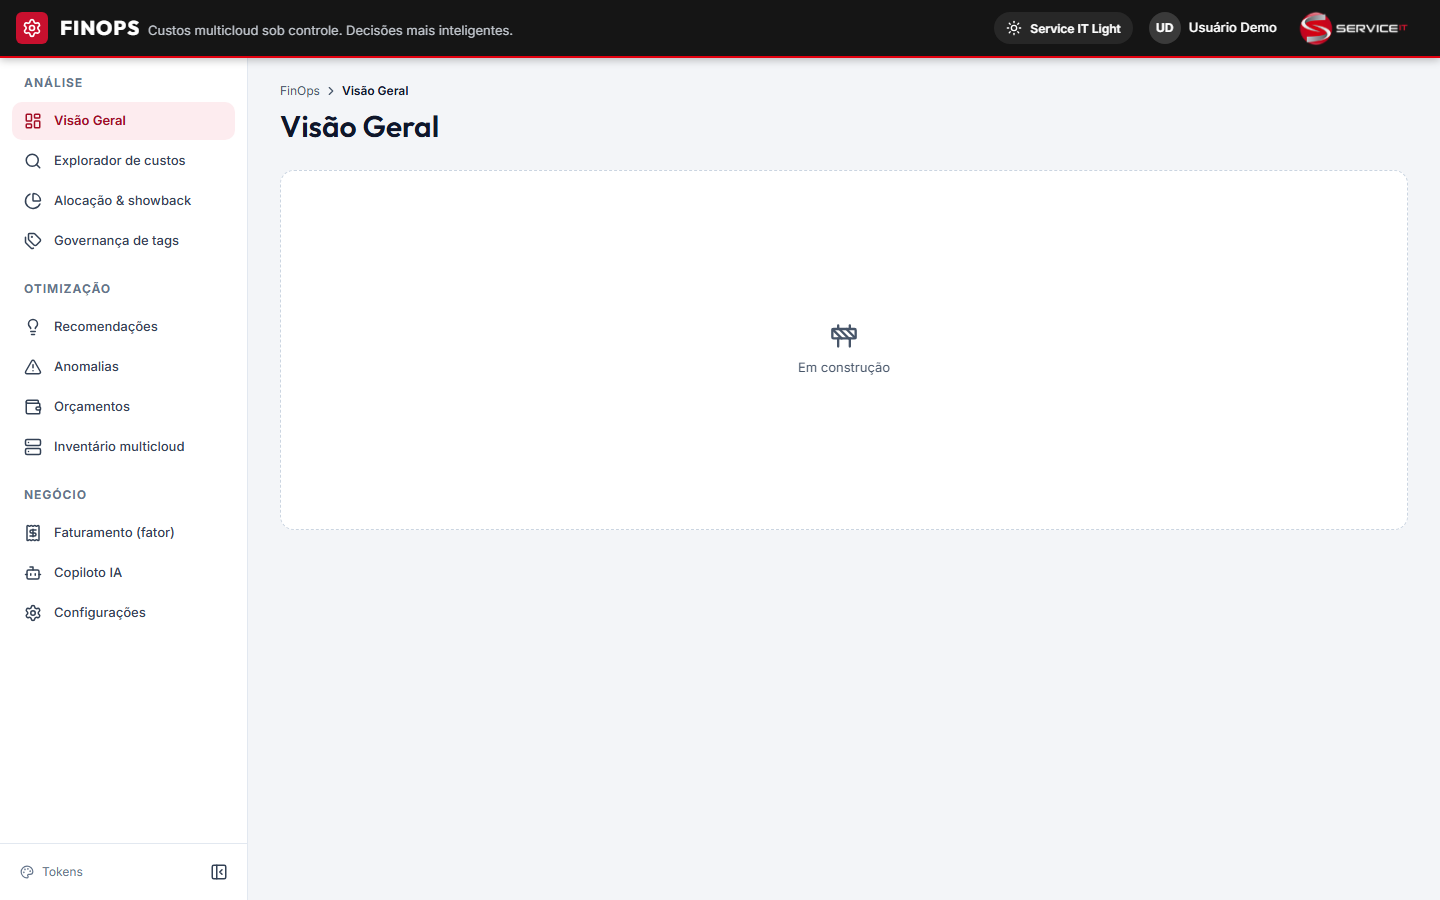 FINOPS Custos multicloud sob controle. Decisões mais inteligentes.
Service IT Light
UD Usuário Demo
SERVICE IT
ANÁLISE
Visão Geral
Explorador de custos
Alocação & showback
Governança de tags
OTIMIZAÇÃO
Recomendações
Anomalias
Orçamentos
Inventário multicloud
NEGÓCIO
Faturamento (fator)
Copiloto IA
Configurações
Tokens
FinOps > Visão Geral
Visão Geral
Em construção